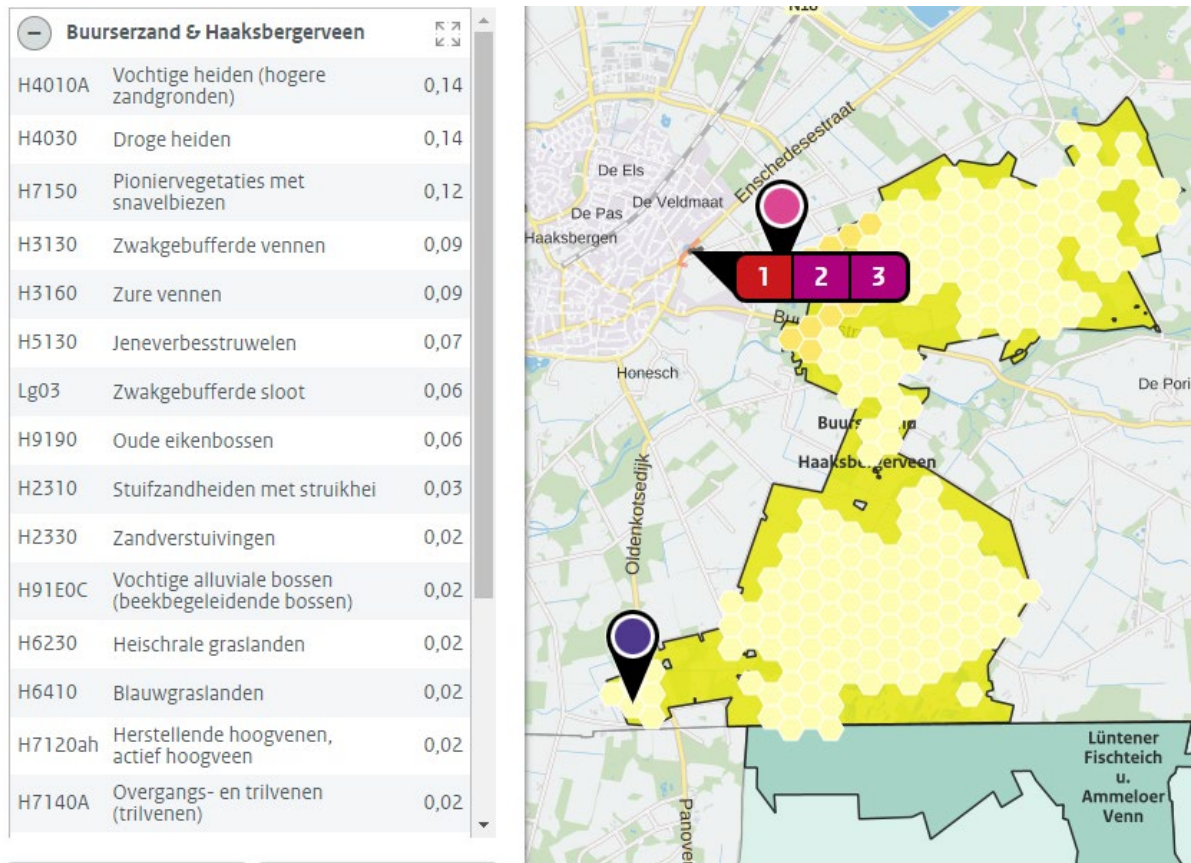 Buurserzand & Haaksbergerveen
H4010A Vochtige heiden (hogere
zandgronden) 0,14
H4030 Droge heiden 0,14
H7150 Pioniervegetaties met
snavelbiezen 0,12
H3130 Zwakgebufferde vennen 0,09
H3160 Zure vennen 0,09
H5130 Jeneverbesstruwelen 0,07
Lg03 Zwakgebufferde sloot 0,06
H9190 Oude eikenbossen 0,06
H2310 Stuifzandheiden met struikhei 0,03
H2330 Zandverstuivingen 0,02
H91E0C Vochtige alluviale bossen
(beekbegeleidende bossen) 0,02
H6230 Heischrale graslanden 0,02
H6410 Blauwgraslanden 0,02
H7120ah Herstellende hoogvenen,
actief hoogveen 0,02
H7140A Overgangs- en trilvenen
(trilvenen) 0,02
N18
Enschedesestraat
De Els
De Veldmaat
De Pas
Haaksbergen
1 2 3
Honesch
De Pori
Haaksb
erveen
Oldenkotsedijk
Lüntener
Fischteich
u.
Ammeloer
Venn
Panove